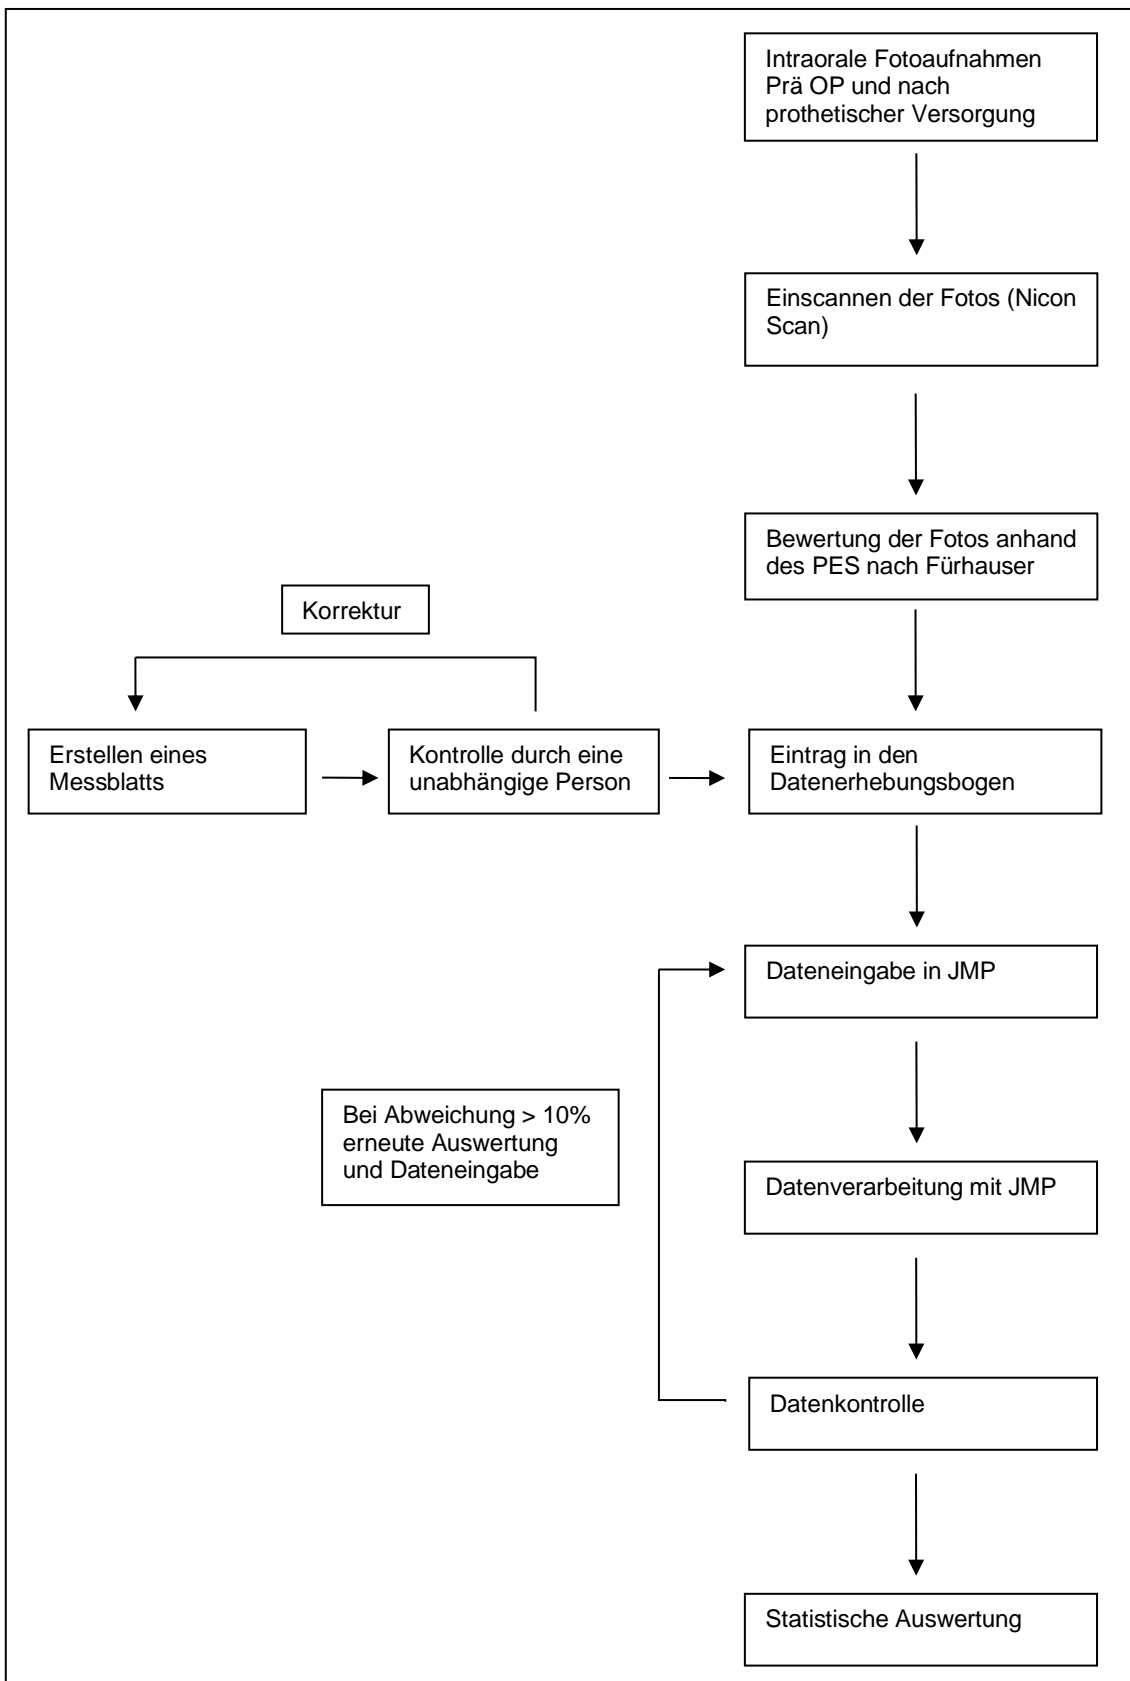 Intraorale Fotoaufnahmen
Prä OP und nach
prothetischer Versorgung
Einscannen der Fotos (Nicon
Scan)
Bewertung der Fotos anhand
des PES nach Fürhauser
Korrektur
Erstellen eines
Messblatts
Kontrolle durch eine
unabhängige Person
Eintrag in den
Datenerhebungsbogen
Dateneingabe in JMP
Bei Abweichung > 10%
erneute Auswertung
und Dateneingabe
Datenverarbeitung mit JMP
Datenkontrolle
Statistische Auswertung